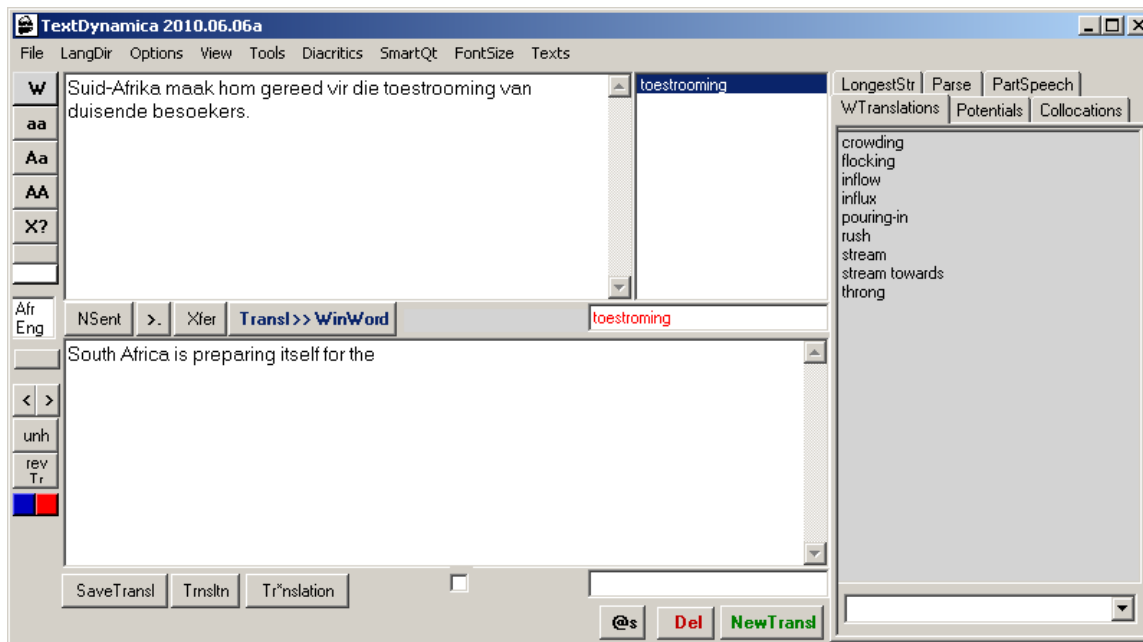 TextDynamica 2010.06.06a
File LangDir Options View Tools Diacritics SmartQt FontSize Texts
W
aa
Aa
AA
X?
Afr
Eng
< >
unh
rev
Tr
Suid-Afrika maak hom gereed vir die toestrooming van
duisende besoekers.
toestrooming
NSent >. Xfer Transl>>WinWord
toestroming
South Africa is preparing itself for the
SaveTransl Trnsltn Tr*nslation
@s Del NewTransl
LongestStr Parse PartSpeech
WTranslations Potentials Collocations
crowding
flocking
inflow
influx
pouring-in
rush
stream
stream towards
throng